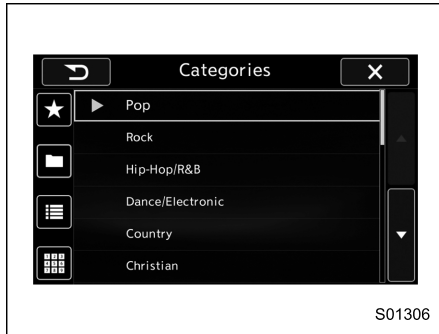 Categories
Pop
Rock
Hip-Hop/R&B
Dance/Electronic
Country
Christian
S01306